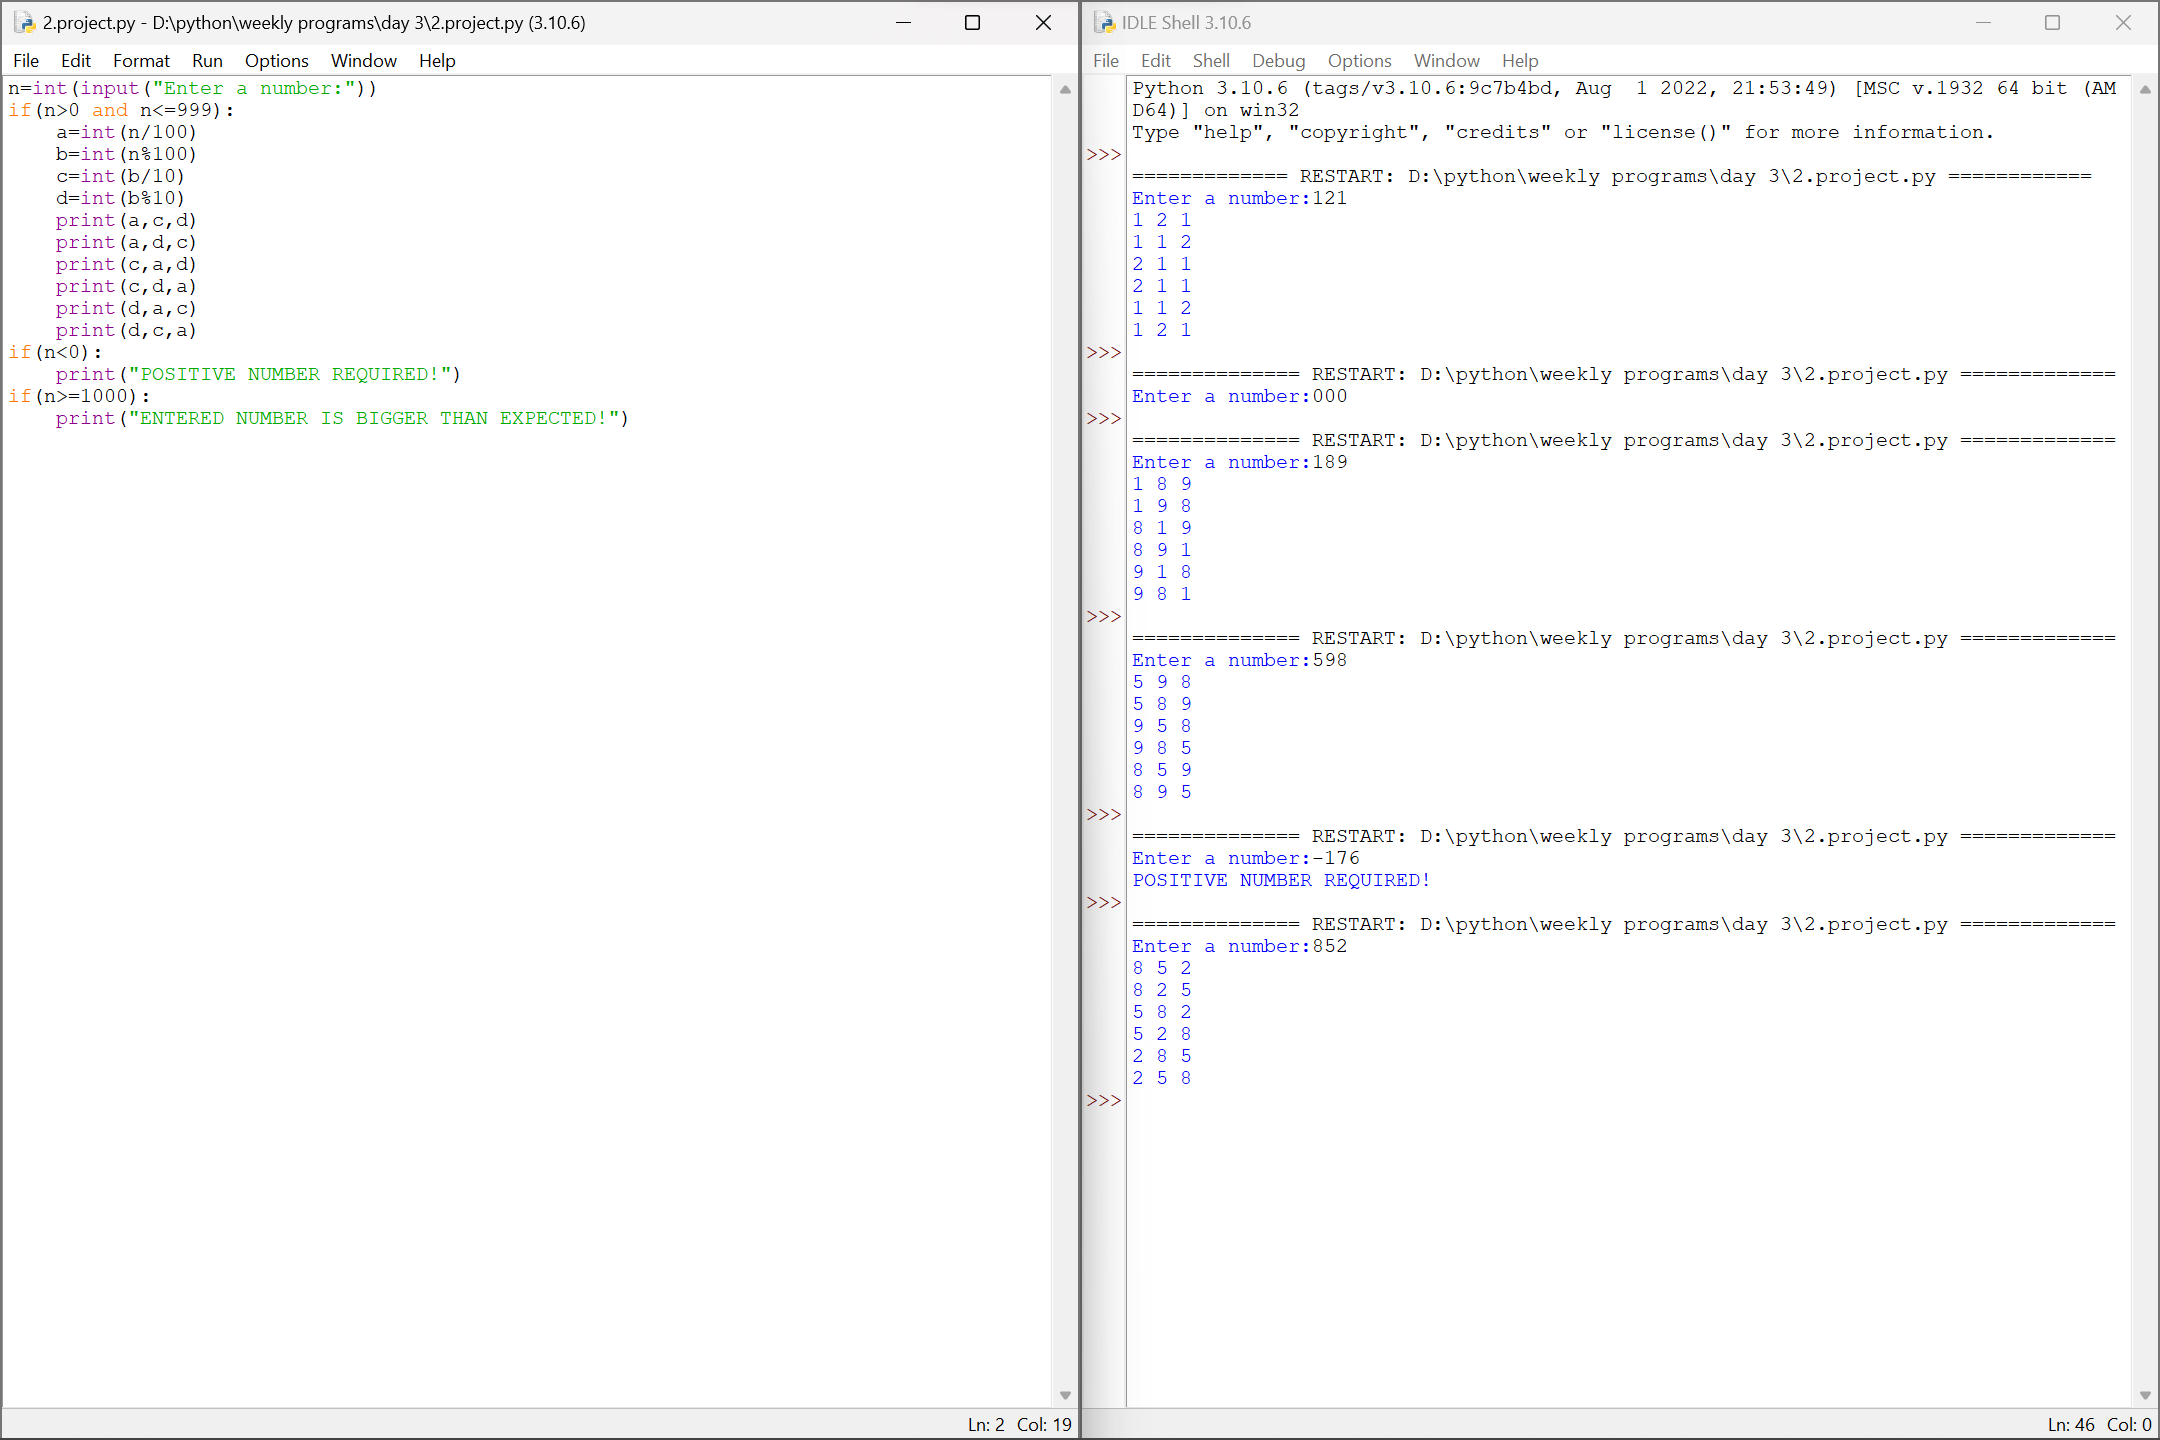 2.project.py - D:\python\weekly programs\day 3\2.project.py (3.10.6)
File Edit Format Run Options Window Help
n=int(input("Enter a number:"))
if(n>0 and n<=999):
    a=int(n/100)
    b=int(n%100)
    c=int(b/10)
    d=int(b%10)
    print(a,c,d)
    print(a,d,c)
    print(c,a,d)
    print(c,d,a)
    print(d,a,c)
    print(d,c,a)
if(n<0):
    print("POSITIVE NUMBER REQUIRED!")
if(n>=1000):
    print("ENTERED NUMBER IS BIGGER THAN EXPECTED!")
Ln: 2 Col: 19
IDLE Shell 3.10.6
File Edit Shell Debug Options Window Help
Python 3.10.6 (tags/v3.10.6:9c7b4bd, Aug  1 2022, 21:53:49) [MSC v.1932 64 bit (AM
D64)] on win32
Type "help", "copyright", "credits" or "license()" for more information.
>>>
============= RESTART: D:\python\weekly programs\day 3\2.project.py ============
Enter a number:121
1 2 1
1 1 2
2 1 1
2 1 1
1 1 2
1 2 1
>>>
============== RESTART: D:\python\weekly programs\day 3\2.project.py =============
Enter a number:000
>>>
============== RESTART: D:\python\weekly programs\day 3\2.project.py =============
Enter a number:189
1 8 9
1 9 8
8 1 9
8 9 1
9 1 8
9 8 1
>>>
============== RESTART: D:\python\weekly programs\day 3\2.project.py =============
Enter a number:598
5 9 8
5 8 9
9 5 8
9 8 5
8 5 9
8 9 5
>>>
============== RESTART: D:\python\weekly programs\day 3\2.project.py =============
Enter a number:-176
POSITIVE NUMBER REQUIRED!
>>>
============== RESTART: D:\python\weekly programs\day 3\2.project.py =============
Enter a number:852
8 5 2
8 2 5
5 8 2
5 2 8
2 8 5
2 5 8
>>>
Ln: 46 Col: 0